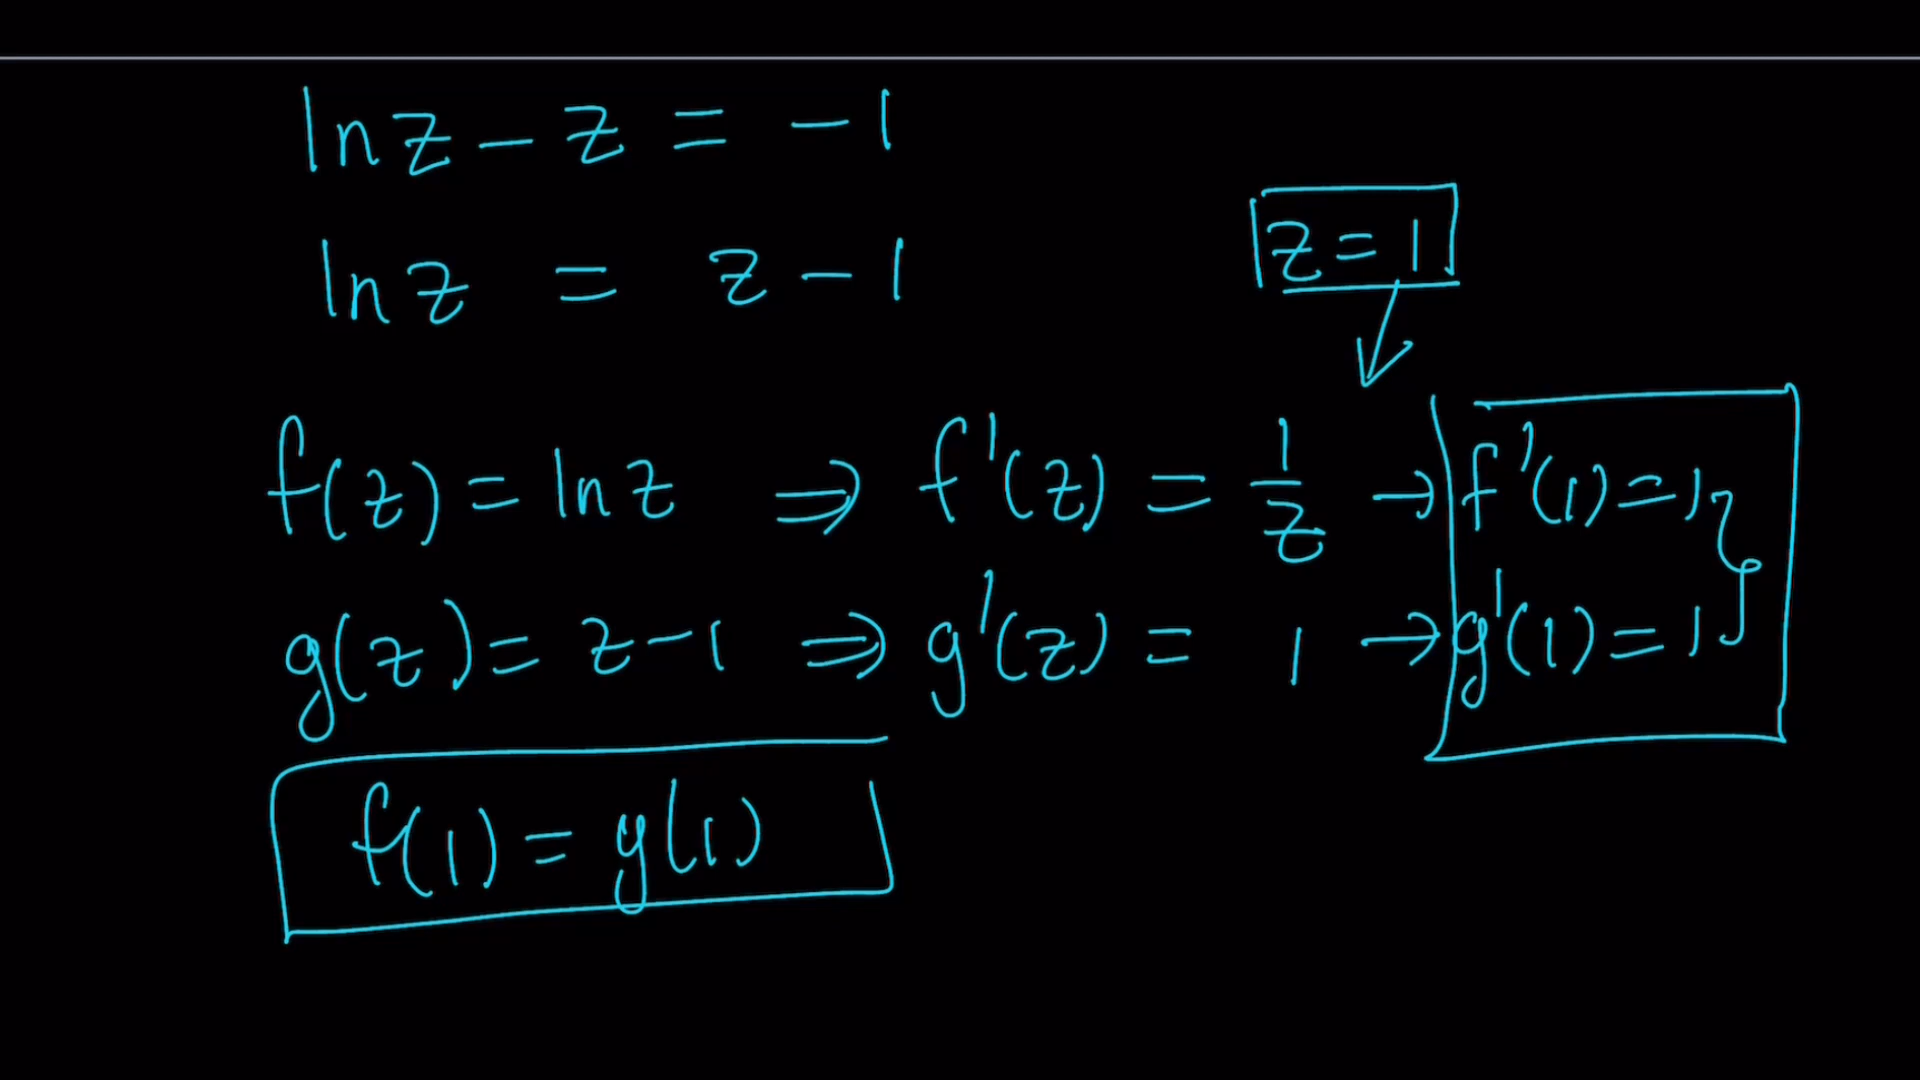 ln z - z = -1
ln z = z - 1
z = 1
f(z) = ln z ⇒ f'(z) = 1/z → f'(1) = 1
g(z) = z - 1 ⇒ g'(z) = 1 → g'(1) = 1
f(1) = g(1)